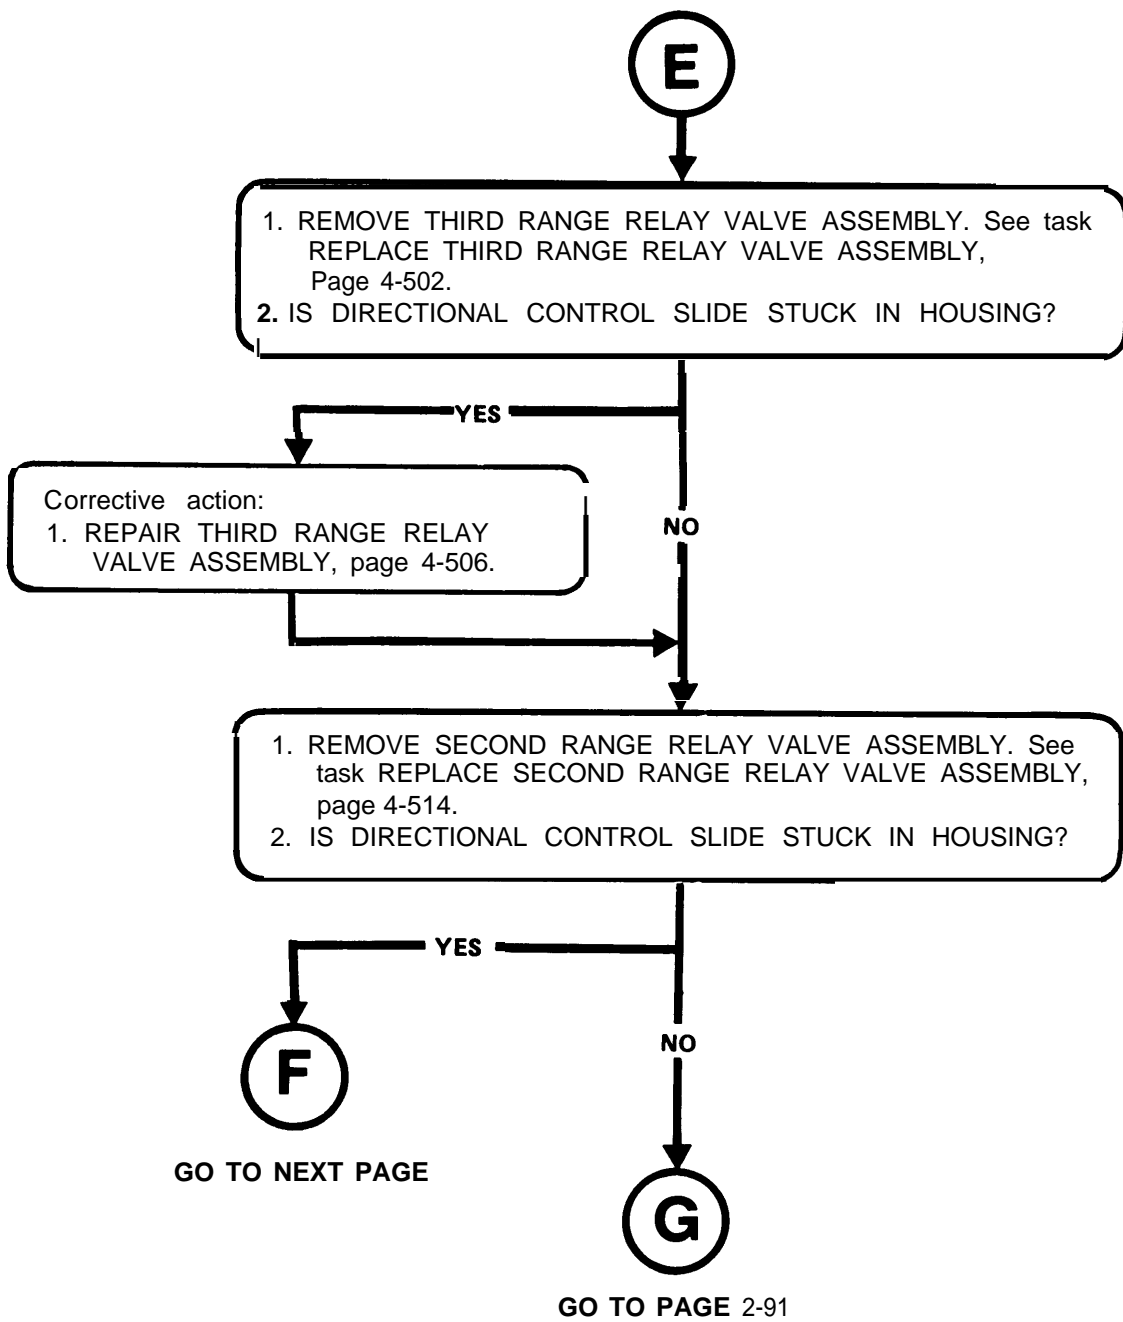 E
1. REMOVE THIRD RANGE RELAY VALVE ASSEMBLY. See task
REPLACE THIRD RANGE RELAY VALVE ASSEMBLY,
Page 4-502.
2. IS DIRECTIONAL CONTROL SLIDE STUCK IN HOUSING?
YES
Corrective action:
1. REPAIR THIRD RANGE RELAY
VALVE ASSEMBLY, page 4-506.
NO
1. REMOVE SECOND RANGE RELAY VALVE ASSEMBLY. See
task REPLACE SECOND RANGE RELAY VALVE ASSEMBLY,
page 4-514.
2. IS DIRECTIONAL CONTROL SLIDE STUCK IN HOUSING?
YES
NO
F
GO TO NEXT PAGE
G
GO TO PAGE 2-91